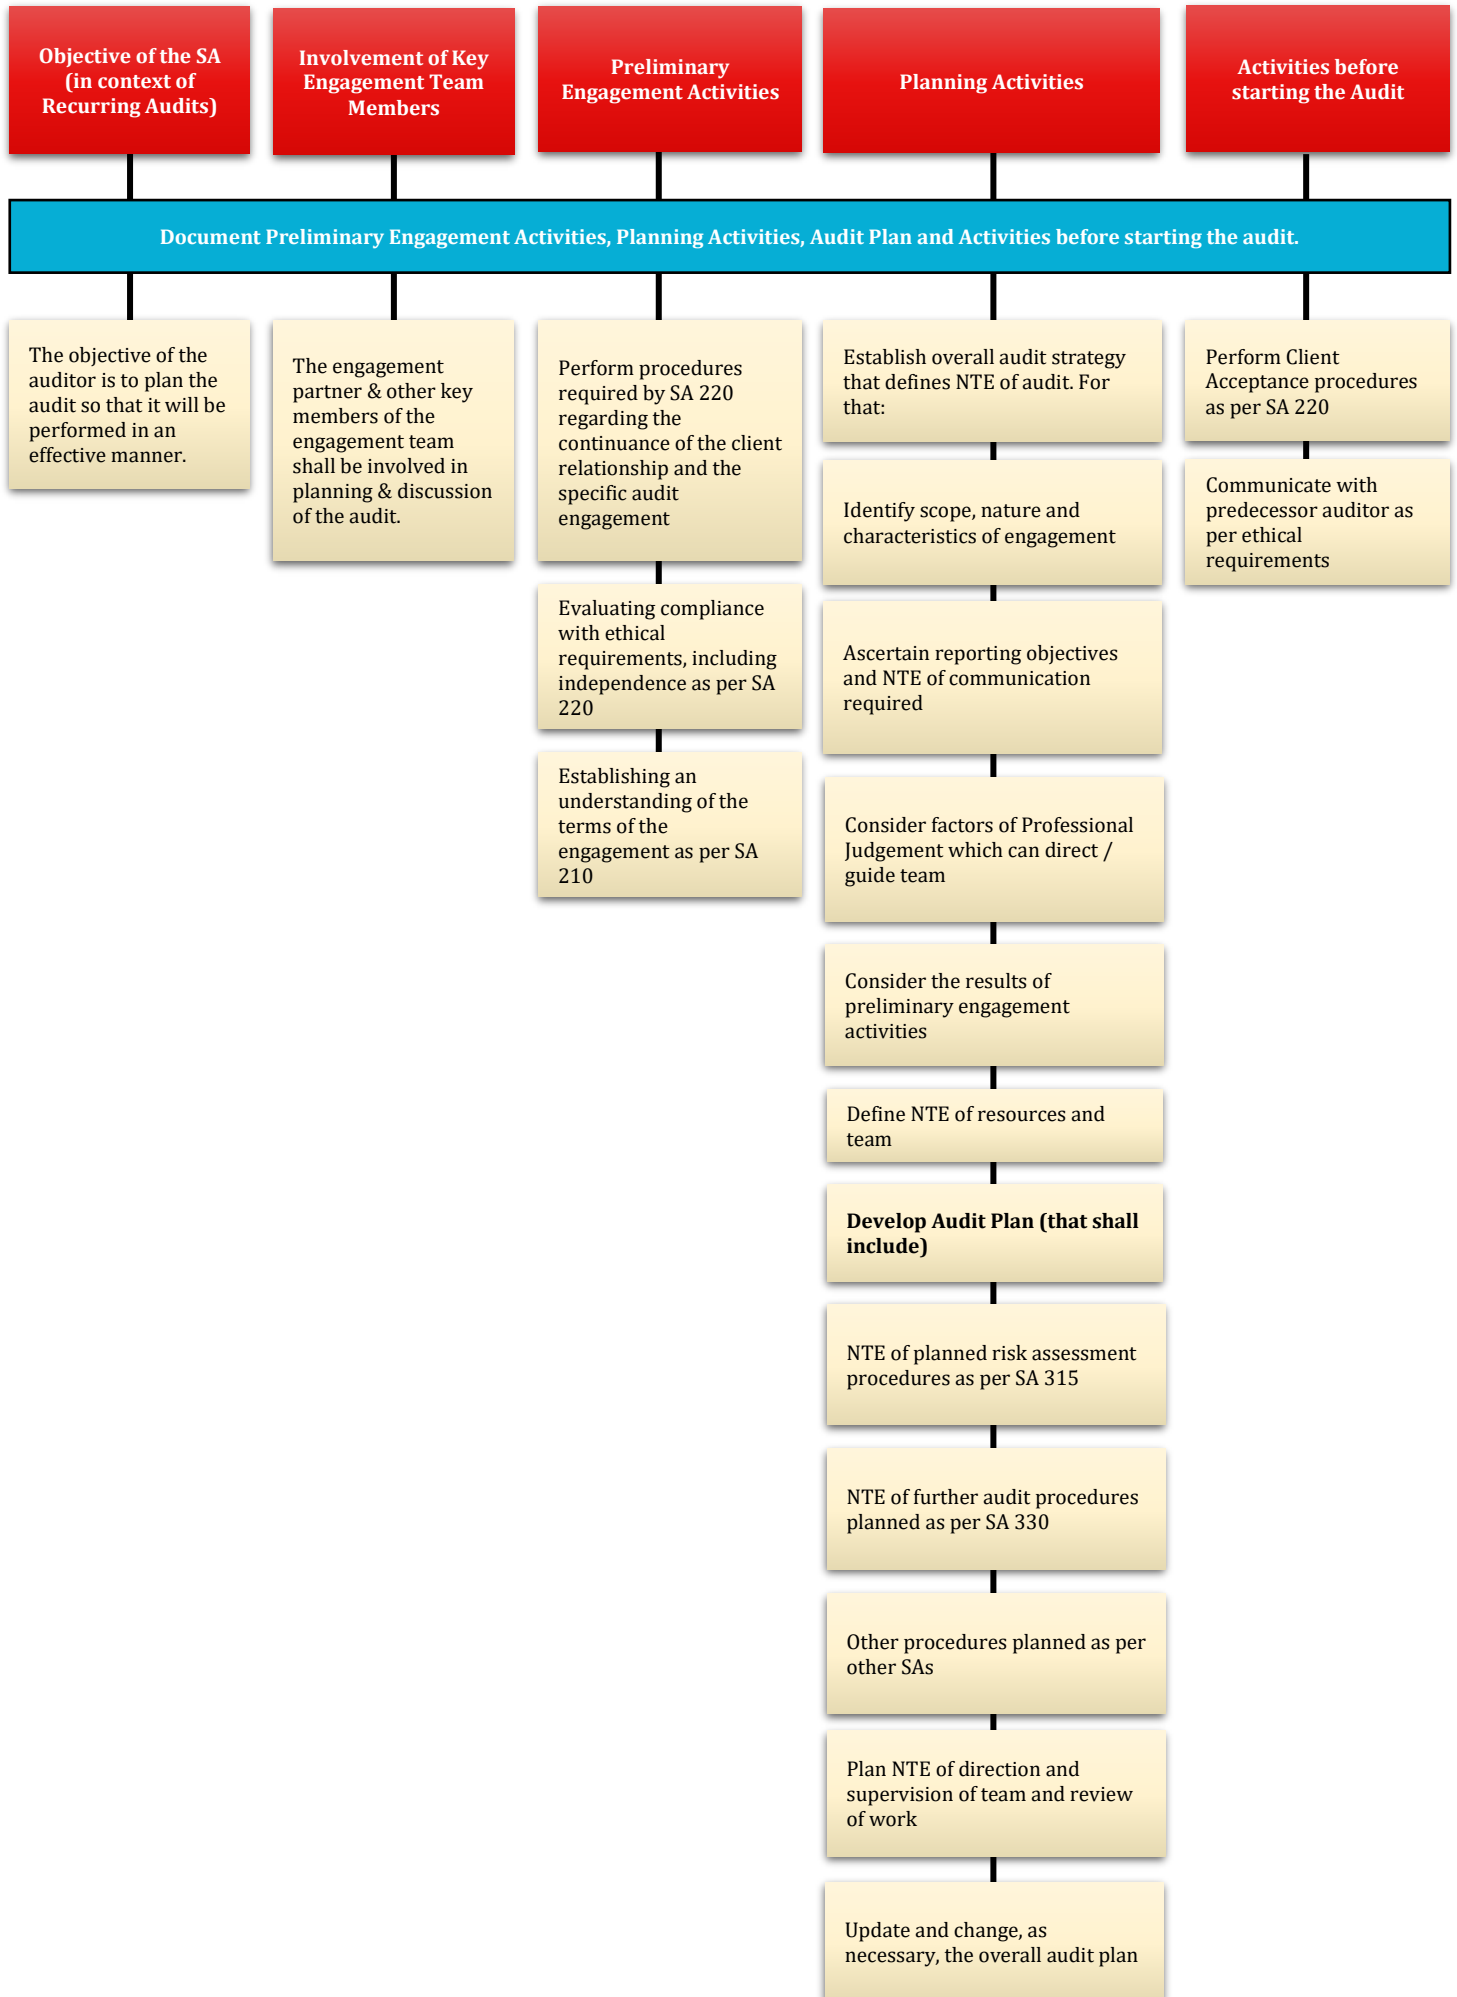 Objective of the SA
(in context of
Recurring Audits)
Involvement of Key
Engagement Team
Members
Preliminary
Engagement Activities
Planning Activities
Activities before
starting the Audit
Document Preliminary Engagement Activities, Planning Activities, Audit Plan and Activities before starting the audit.
The objective of the
auditor is to plan the
audit so that it will be
performed in an
effective manner.
The engagement
partner & other key
members of the
engagement team
shall be involved in
planning & discussion
of the audit.
Perform procedures
required by SA 220
regarding the
continuance of the client
relationship and the
specific audit
engagement
Evaluating compliance
with ethical
requirements, including
independence as per SA
220
Establishing an
understanding of the
terms of the
engagement as per SA
210
Establish overall audit strategy
that defines NTE of audit. For
that:
Identify scope, nature and
characteristics of engagement
Ascertain reporting objectives
and NTE of communication
required
Consider factors of Professional
Judgement which can direct /
guide team
Consider the results of
preliminary engagement
activities
Define NTE of resources and
team
Develop Audit Plan (that shall
include)
NTE of planned risk assessment
procedures as per SA 315
NTE of further audit procedures
planned as per SA 330
Other procedures planned as per
other SAs
Plan NTE of direction and
supervision of team and review
of work
Update and change, as
necessary, the overall audit plan
Perform Client
Acceptance procedures
as per SA 220
Communicate with
predecessor auditor as
per ethical
requirements